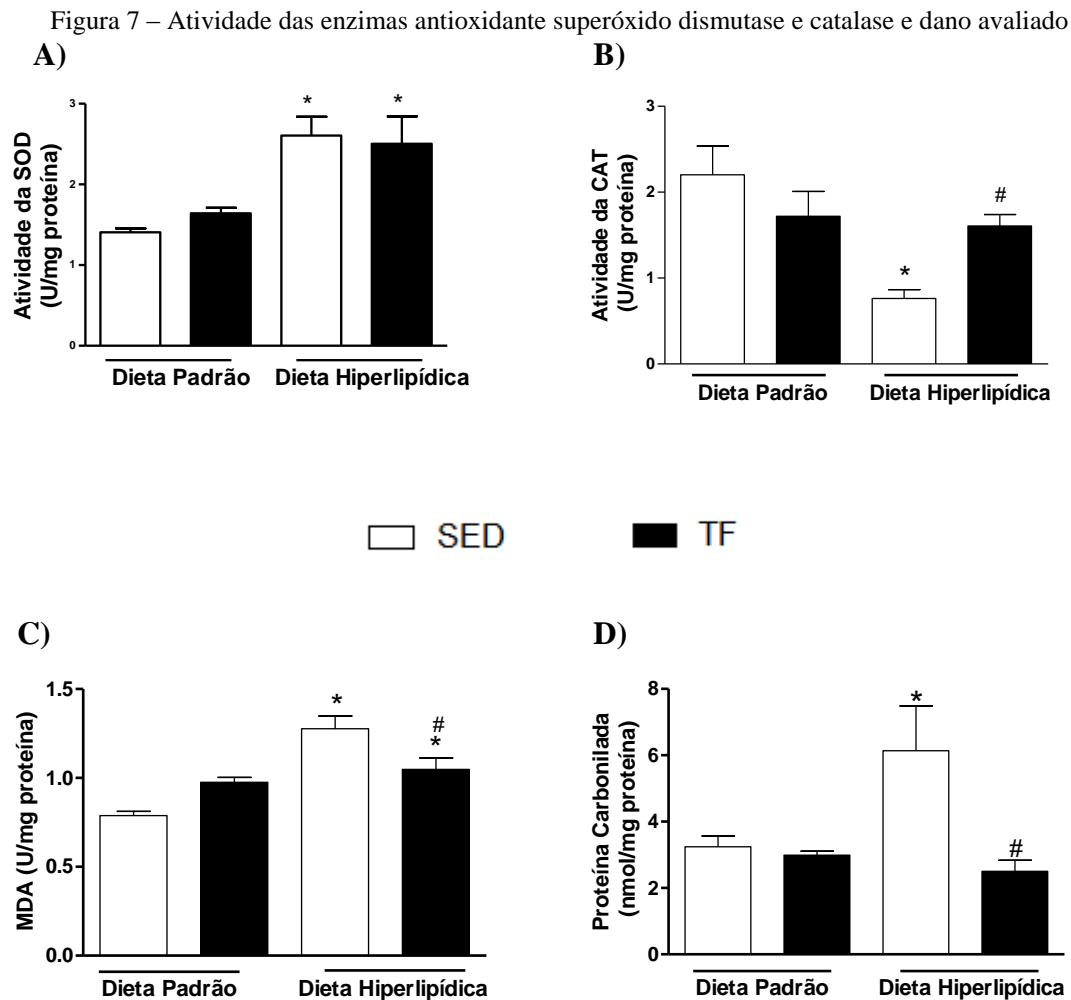 Figura 7 – Atividade das enzimas antioxidante superóxido dismutase e catalase e dano avaliado
A)
Atividade da SOD
(U/mg proteína)
3
2
1
0
*
*
Dieta Padrão
Dieta Hiperlipídica
B)
Atividade da CAT
(U/mg proteína)
3
2
1
0
*
#
Dieta Padrão
Dieta Hiperlipídica
SED
TF
C)
MDA (U/mg proteína)
1.5
1.0
0.5
0.0
*
#
*
Dieta Padrão
Dieta Hiperlipídica
D)
Proteína Carbonilada
(nmol/mg proteína)
8
6
4
2
0
*
#
Dieta Padrão
Dieta Hiperlipídica